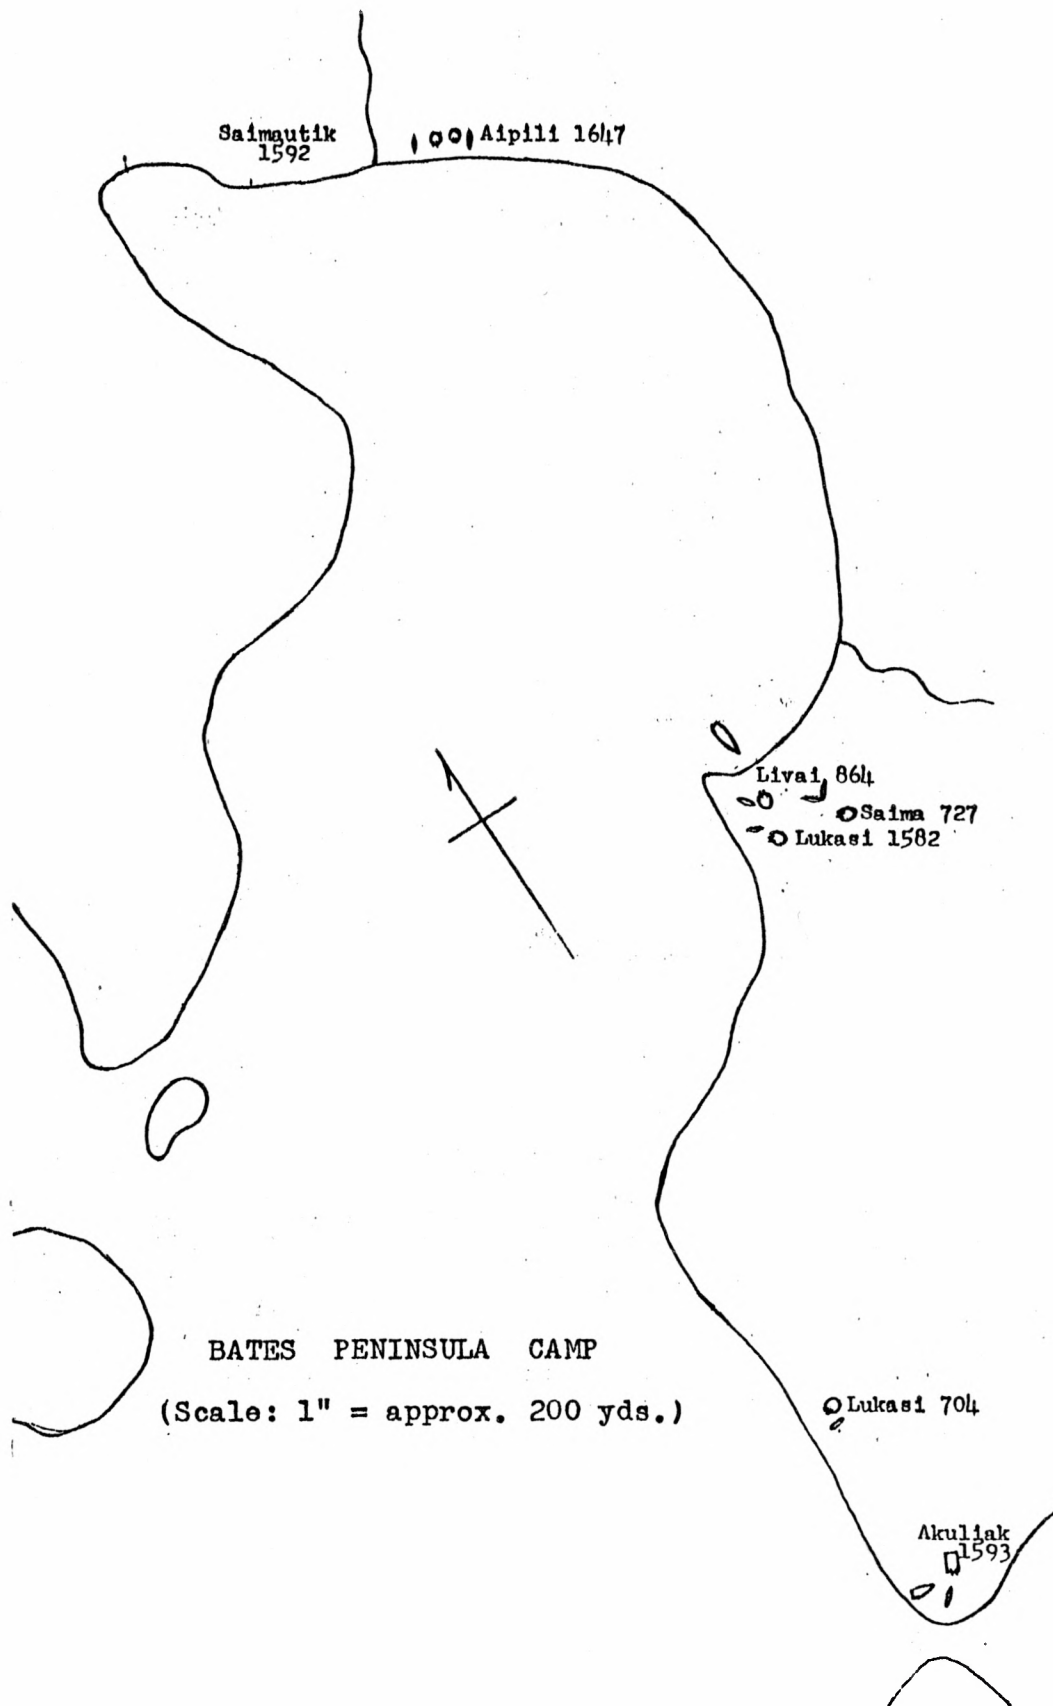 Saimautik
1592
Aipili 1647
Livai 864
Saima 727
Lukasi 1582
BATES PENINSULA CAMP
(Scale: 1" = approx. 200 yds.)
Lukasi 704
Akuliak
1593